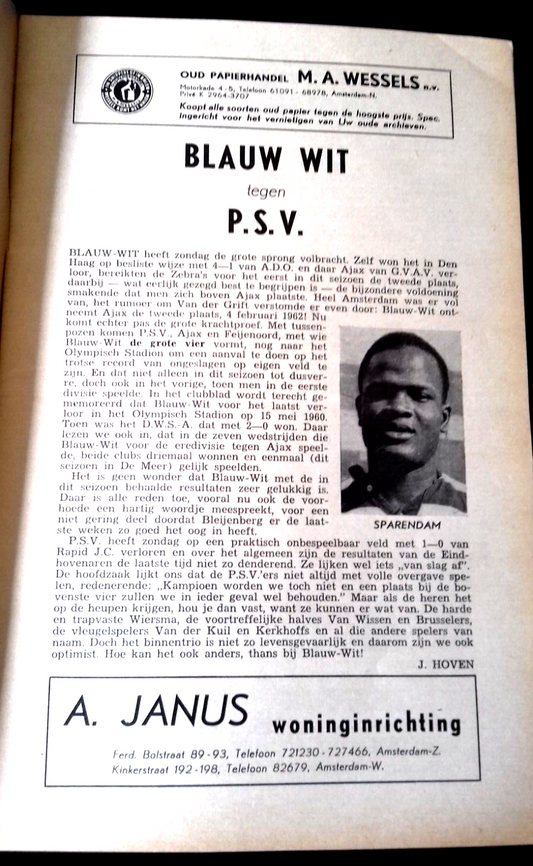 OUD PAPIERHANDEL M. A. WESSELS n.v.
Motorkade 4-5, Telefoon 61091 - 68978, Amsterdam-N.
Privé K 2964-3707
Koopt alle soorten oud papier tegen de hoogste prijs. Spec.
ingericht voor het vernietigen van Uw oude archieven.
BLAUW WIT
tegen
P.S.V.
BLAUW-WIT heeft zondag de grote sprong volbracht. Zelf won het in Den
Haag op besliste wijze met 4—1 van A.D.O. en daar Ajax van G.V.A.V. ver-
loor, bereikten de Zebra's voor het eerst in dit seizoen de tweede plaats,
daarbij — wat eerlijk gezegd best te begrijpen is — de bijzondere voldoening
smakende dat men zich boven Ajax plaatste. Heel Amsterdam was er vol
van, het rumoer om Van der Grift verstomde er even door: Blauw-Wit ont-
neemt Ajax de tweede plaats, 4 februari 1962! Nu
komt echter pas de grote krachtproef. Met tussen-
pozen komen P.S.V., Ajax en Feijenoord, met wie
Blauw-Wit de grote vier vormt, nog naar het
Olympisch Stadion om een aanval te doen op het
trotse record van ongeslagen op eigen veld te
zijn. En dat niet alleen in dit seizoen tot dusver-
re, doch ook in het vorige, toen men in de eerste
divisie speelde. In het clubblad wordt terecht ge-
memoreerd dat Blauw-Wit voor het laatst ver-
loor in het Olympisch Stadion op 15 mei 1960.
Toen was het D.W.S.-A. dat met 2—0 won. Daar
lezen we ook in, dat in de zeven wedstrijden die
Blauw-Wit voor de eredivisie tegen Ajax speel-
de, beide clubs driemaal wonnen en eenmaal (dit
seizoen in De Meer) gelijk speelden.
Het is geen wonder dat Blauw-Wit met de in
dit seizoen behaalde resultaten zeer gelukkig is.
Daar is alle reden toe, vooral nu ook de voor-
hoede een hartig woordje meespreekt, voor een
niet gering deel doordat Bleijenberg er de laat-
ste weken zo goed het oog in heeft.
SPARENDAM
P.S.V. heeft zondag op een praktisch onbespeelbaar veld met 1—0 van
Rapid J.C. verloren en over het algemeen zijn de resultaten van de Eind-
hovenaren de laatste tijd niet zo denderend. Ze lijken wel iets „van slag af".
De hoofdzaak lijkt ons dat de P.S.V.'ers niet altijd met volle overgave spe-
len, redenerende: „Kampioen worden we toch niet en een plaats bij de bo-
venste vier zullen we in ieder geval wel behouden." Maar als de heren het
op de heupen krijgen, hou je dan vast, want ze kunnen er wat van. De harde
en trapvaste Wiersma, de voortreffelijke halves Van Wissen en Brusselers,
de vleugelspelers Van der Kuil en Kerkhoffs en al die andere spelers van
naam. Doch het binnentrio is niet zo levensgevaarlijk en daarom zijn we ook
optimist. Hoe kan het ook anders, thans bij Blauw-Wit!
J. HOVEN
A. JANUS woninginrichting
Ferd. Bolstraat 89-93, Telefoon 721230-727466, Amsterdam-Z.
Kinkerstraat 192-198, Telefoon 82679, Amsterdam-W.